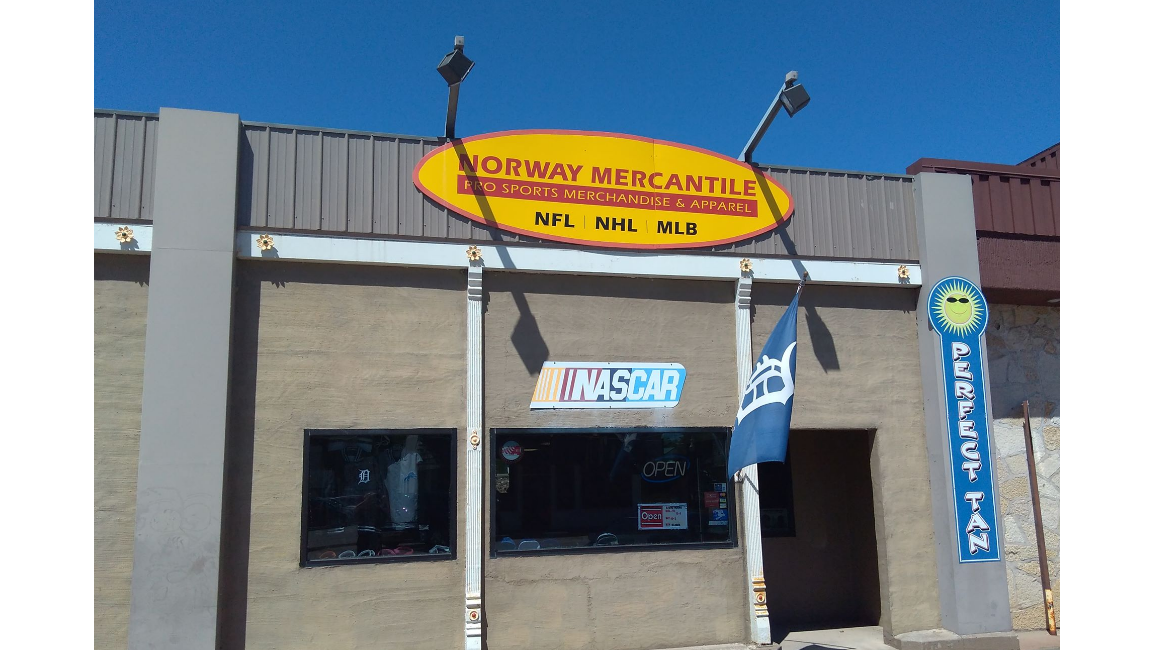 NORWAY MERCANTILE
PRO SPORTS MERCHANDISE & APPAREL
NFL | NHL | MLB
NASCAR
PERFECT TAN
D
OPEN
Open